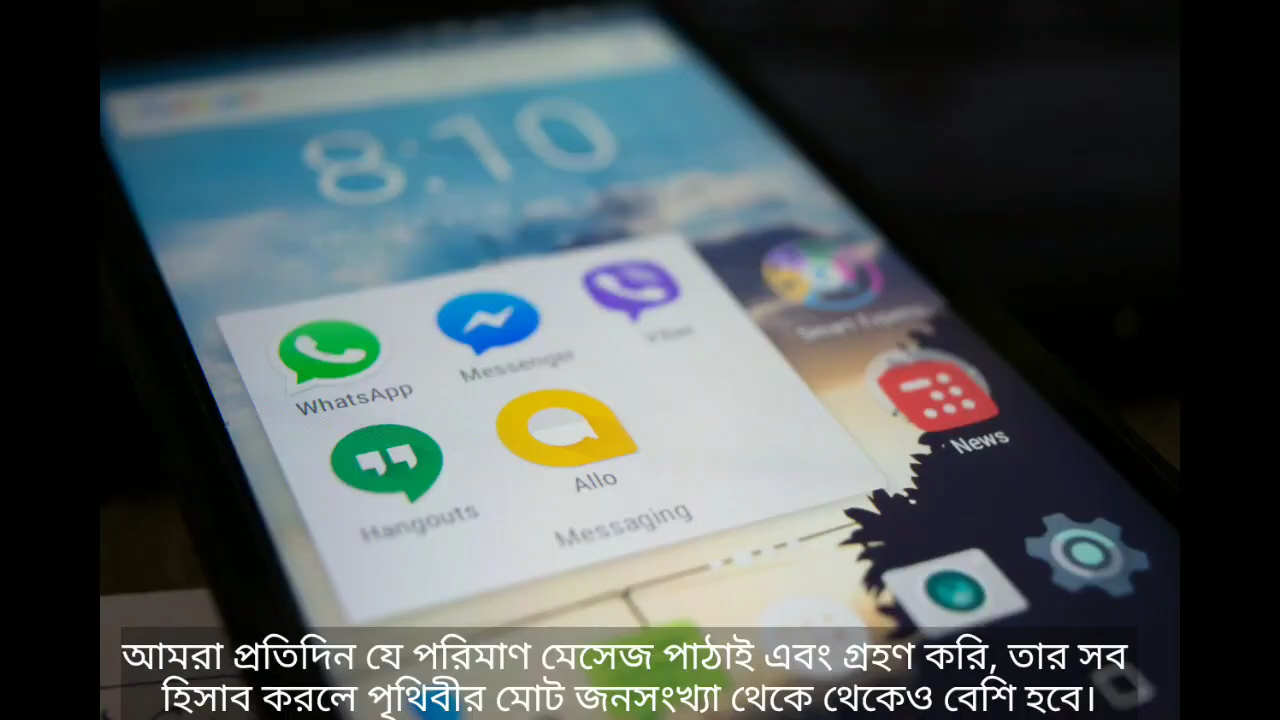 8:10
WhatsApp
Messenger
Viber
Hangouts
Allo
Messaging
News
আমরা প্রতিদিন যে পরিমাণ মেসেজ পাঠাই এবং গ্রহণ করি, তার সব
হিসাব করলে পৃথিবীর মোট জনসংখ্যা থেকে থেকেও বেশি হবে।